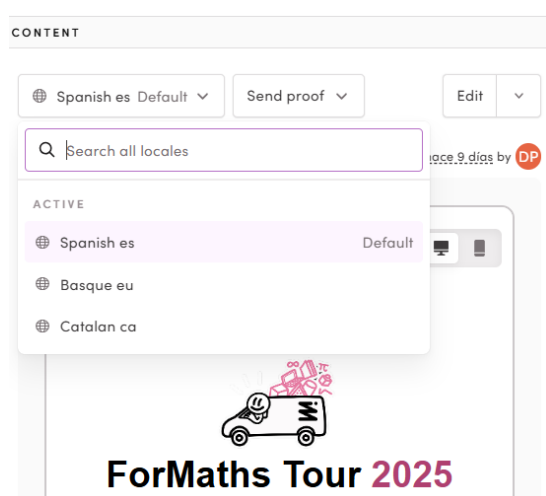 CONTENT
Spanish es Default
Send proof
Edit
Search all locales
hace 9 días by DP
ACTIVE
Spanish es Default
Basque eu
Catalan ca
ForMaths Tour 2025